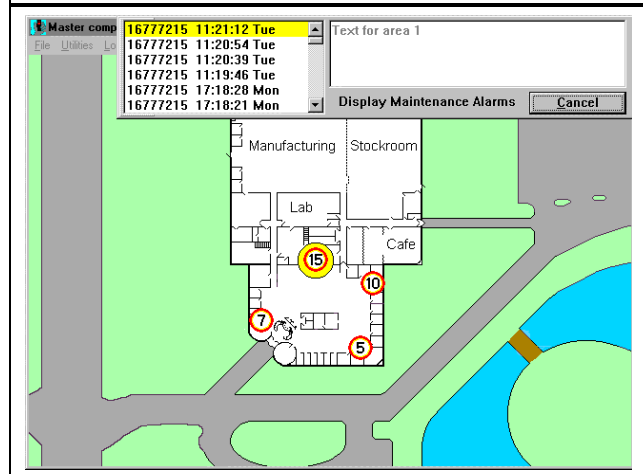 Master comp
File Utilities Lo
16777215 11:21:12 Tue
16777215 11:20:54 Tue
16777215 11:20:39 Tue
16777215 11:19:46 Tue
16777215 17:18:28 Mon
16777215 17:18:21 Mon
Text for area 1
Display Maintenance Alarms Cancel
Manufacturing Stockroom
Lab
Cafe
15
10
7
5